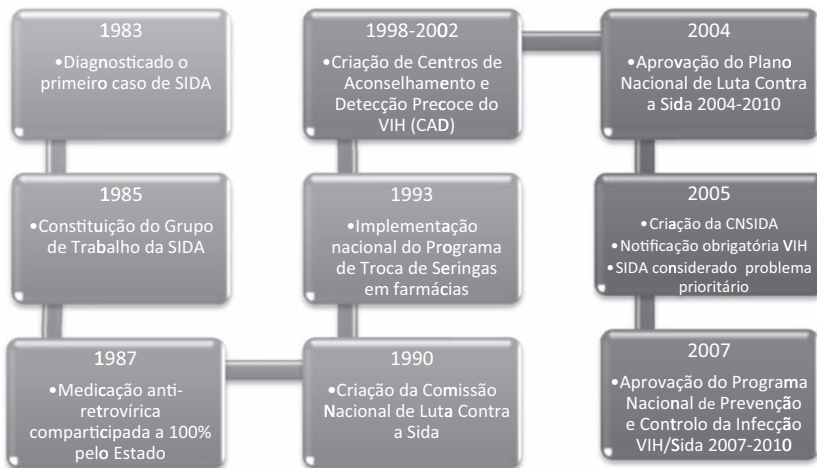 1983
•Diagnosticado o
primeiro caso de SIDA
1985
•Constituição do Grupo
de Trabalho da SIDA
1987
•Medicação anti-
retrovírica
comparticipada a 100%
pelo Estado
1990
•Criação da Comissão
Nacional de Luta Contra
a Sida
1993
•Implementação
nacional do Programa
de Troca de Seringas
em farmácias
1998-2002
•Criação de Centros de
Aconselhamento e
Detecção Precoce do
VIH (CAD)
2004
•Aprovação do Plano
Nacional de Luta Contra
a Sida 2004-2010
2005
•Criação da CNSIDA
•Notificação obrigatória VIH
•SIDA considerado problema
prioritário
2007
•Aprovação do Programa
Nacional de Prevenção
e Controlo da Infecção
VIH/Sida 2007-2010